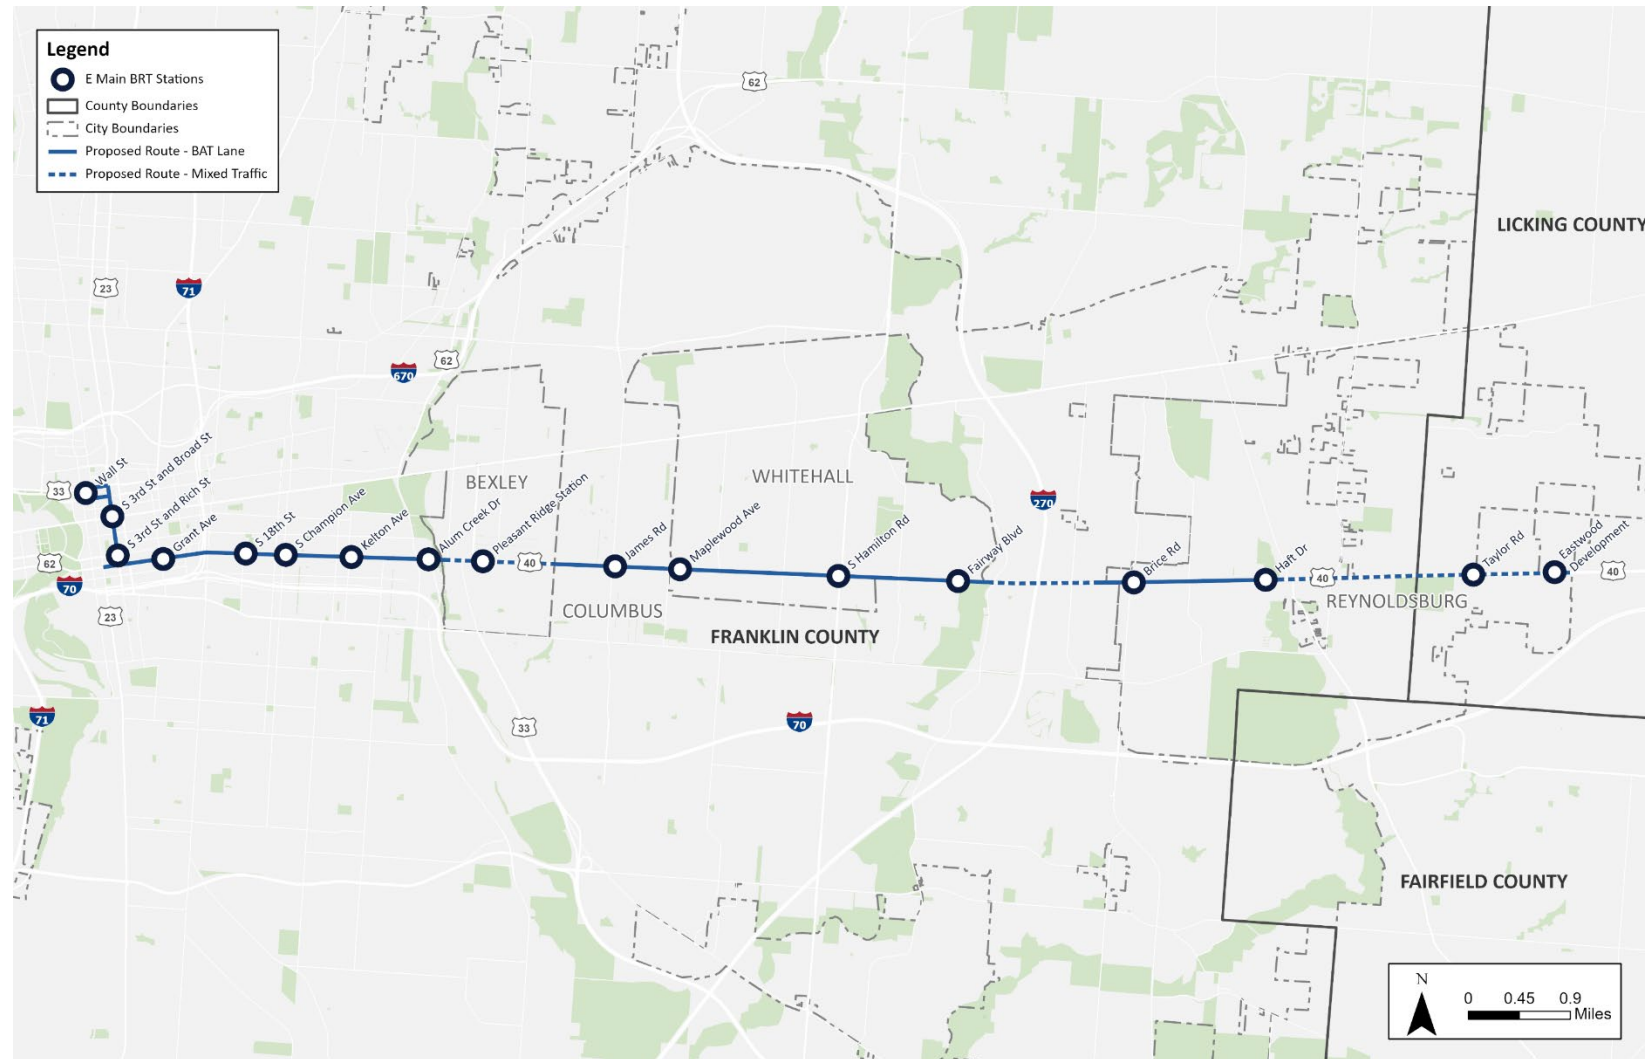 Legend
E Main BRT Stations
County Boundaries
City Boundaries
Proposed Route - BAT Lane
Proposed Route - Mixed Traffic
62
LICKING COUNTY
23
71
62
670
33
Wall St
S 3rd St and Broad St
S 3rd St and Rich St
Grant Ave
S 18th St
S Champion Ave
Kelton Ave
Alum Creek Dr
BEXLEY
Pleasant Ridge Station
40
James Rd
Maplewood Ave
WHITEHALL
S Hamilton Rd
Fairway Blvd
270
Brice Rd
Haft Dr
40
Taylor Rd
Eastwood
Development
40
62
70
23
COLUMBUS
REYNOLDSBURG
FRANKLIN COUNTY
71
33
70
FAIRFIELD COUNTY
N
0 0.45 0.9
Miles